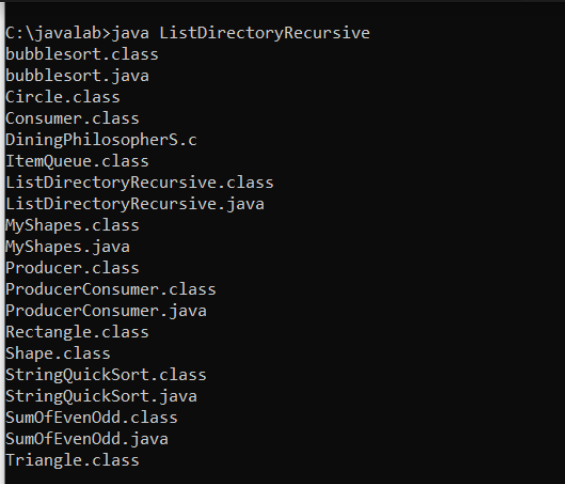 C:\javalab>java ListDirectoryRecursive
bubblesort.class
bubblesort.java
Circle.class
Consumer.class
DiningPhilosopherS.c
ItemQueue.class
ListDirectoryRecursive.class
ListDirectoryRecursive.java
MyShapes.class
MyShapes.java
Producer.class
ProducerConsumer.class
ProducerConsumer.java
Rectangle.class
Shape.class
StringQuickSort.class
StringQuickSort.java
SumOfEvenOdd.class
SumOfEvenOdd.java
Triangle.class